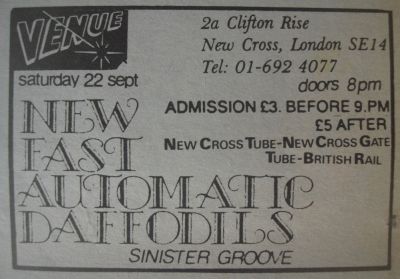 VENUE
saturday 22 sept
2a Clifton Rise
New Cross, London SE14
Tel: 01-692 4077
doors 8pm
ADMISSION £3. BEFORE 9.PM
£5 AFTER
NEW CROSS TUBE-NEW CROSS GATE
TUBE-BRITISH RAIL
NEW
FAST
AUTOMATIC
DAFFODILS
SINISTER GROOVE